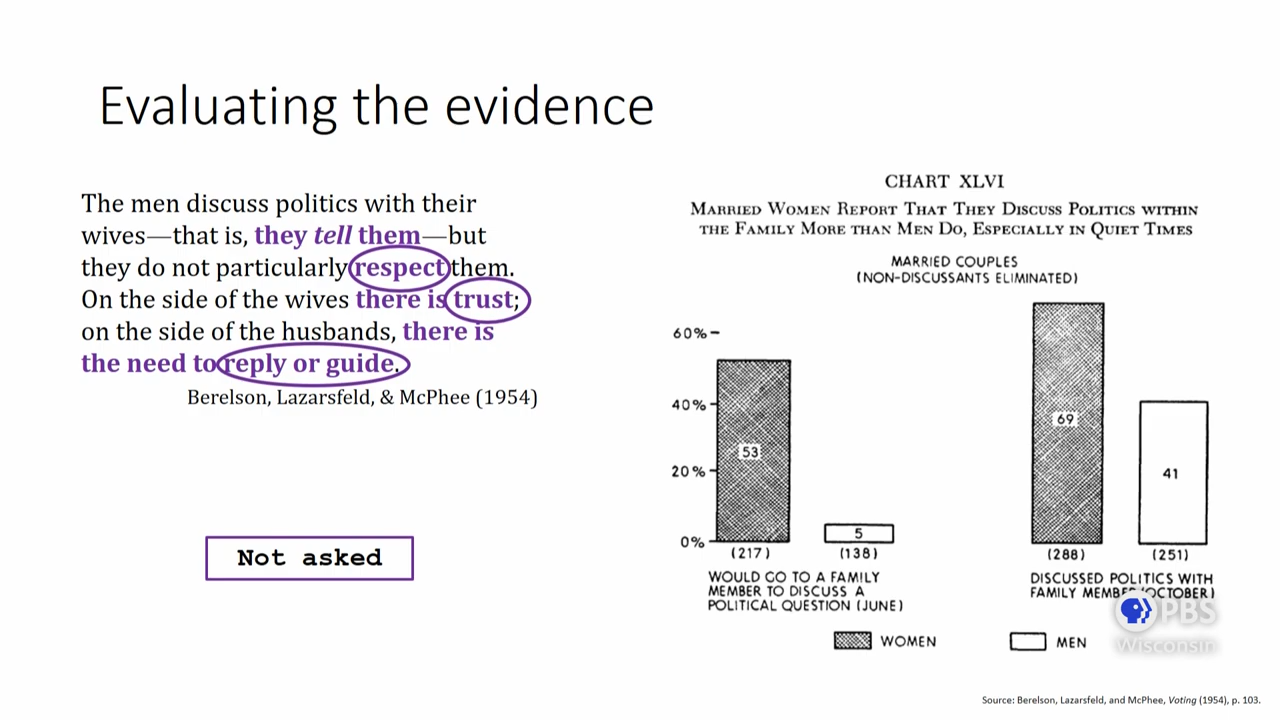 Evaluating the evidence
The men discuss politics with their
wives—that is, they tell them—but
they do not particularly respect them.
On the side of the wives there is trust;
on the side of the husbands, there is
the need to reply or guide.
Berelson, Lazarsfeld, & McPhee (1954)
Not asked
CHART XLVI
MARRIED WOMEN REPORT THAT THEY DISCUSS POLITICS WITHIN
THE FAMILY MORE THAN MEN DO, ESPECIALLY IN QUIET TIMES
MARRIED COUPLES
(NON-DISCUSSANTS ELIMINATED)
60%
40%
20%
0%
53
5
69
41
(217)
(138)
(288)
(251)
WOULD GO TO A FAMILY
MEMBER TO DISCUSS A
POLITICAL QUESTION (JUNE)
DISCUSSED POLITICS WITH
FAMILY MEMBER (OCTOBER)
WOMEN
MEN
PBS
Wisconsin
Source: Berelson, Lazarsfeld, and McPhee, Voting (1954), p. 103.